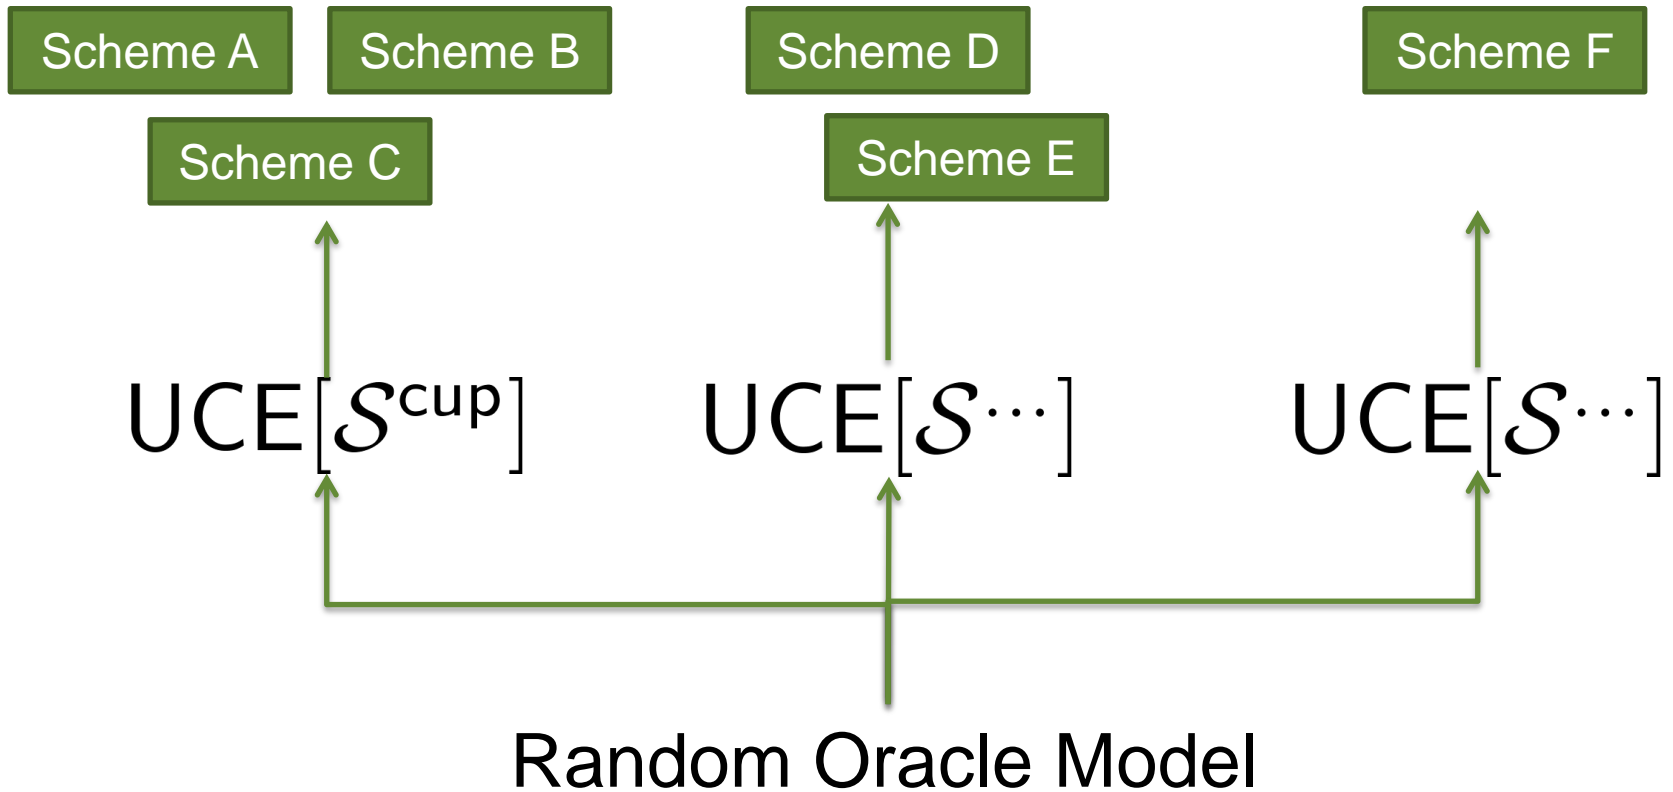 Scheme A
Scheme B
Scheme D
Scheme F
Scheme C
Scheme E
UCE[𝒮^cup]
UCE[𝒮^⋯]
UCE[𝒮^⋯]
Random Oracle Model